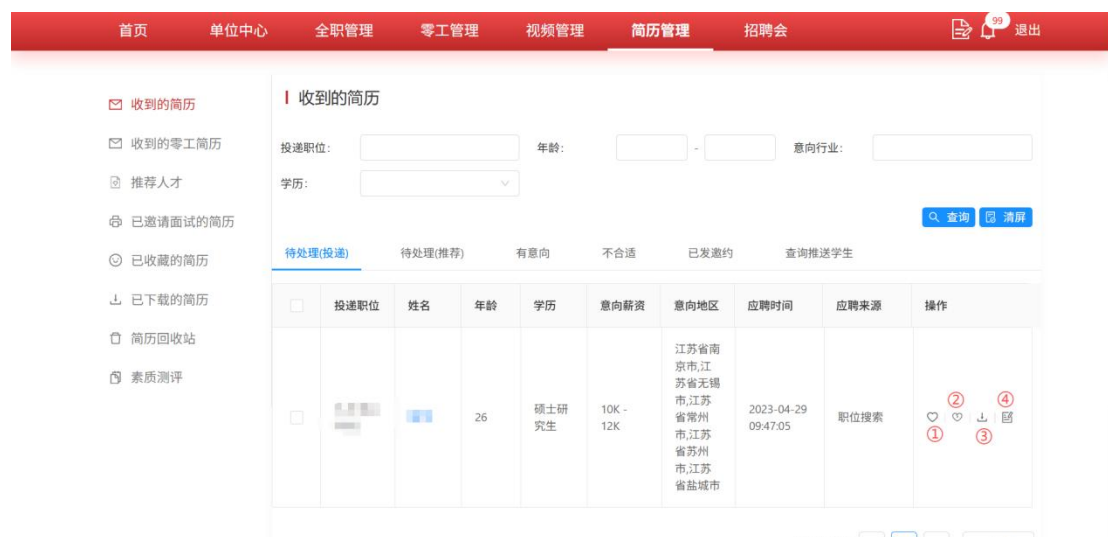 首页 单位中心 全职管理 零工管理 视频管理 简历管理 招聘会 99 退出
收到的简历
收到的零工简历
推荐人才
已邀请面试的简历
已收藏的简历
已下载的简历
简历回收站
素质测评
收到的简历
投递职位: 年龄: - 意向行业:
学历:
查询 清屏
待处理(投递) 待处理(推荐) 有意向 不合适 已发邀约 查询推送学生
投递职位 姓名 年龄 学历 意向薪资 意向地区 应聘时间 应聘来源 操作
26
硕士研
究生
10K -
12K
江苏省南
京市,江
苏省无锡
市,江苏
省常州
市,江苏
省苏州
市,江苏
省盐城市
2023-04-29
09:47:05
职位搜索
① ② ③ ④